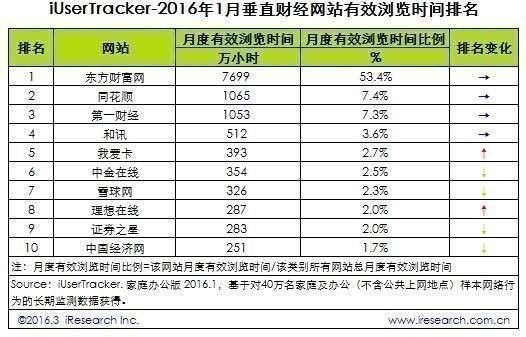 iUserTracker-2016年1月垂直财经网站有效浏览时间排名
排名 网站 月度有效浏览时间 月度有效浏览时间比例 排名变化
万小时 %
1 东方财富网 7699 53.4% →
2 同花顺 1065 7.4% →
3 第一财经 1053 7.3% →
4 和讯 512 3.6% →
5 我爱卡 393 2.7% ↑
6 中金在线 354 2.5% ↓
7 雪球网 326 2.3% ↓
8 理想在线 287 2.0% ↑
9 证券之星 283 2.0% ↓
10 中国经济网 251 1.7% ↓
注：月度有效浏览时间比例=该网站月度有效浏览时间/该类别所有网站总月度有效浏览时间
Source：iUserTracker. 家庭办公版 2016.1，基于对40万名家庭及办公（不含公共上网地点）样本网络行
为的长期监测数据获得。
©2016.3 iResearch Inc. www.iresearch.com.cn